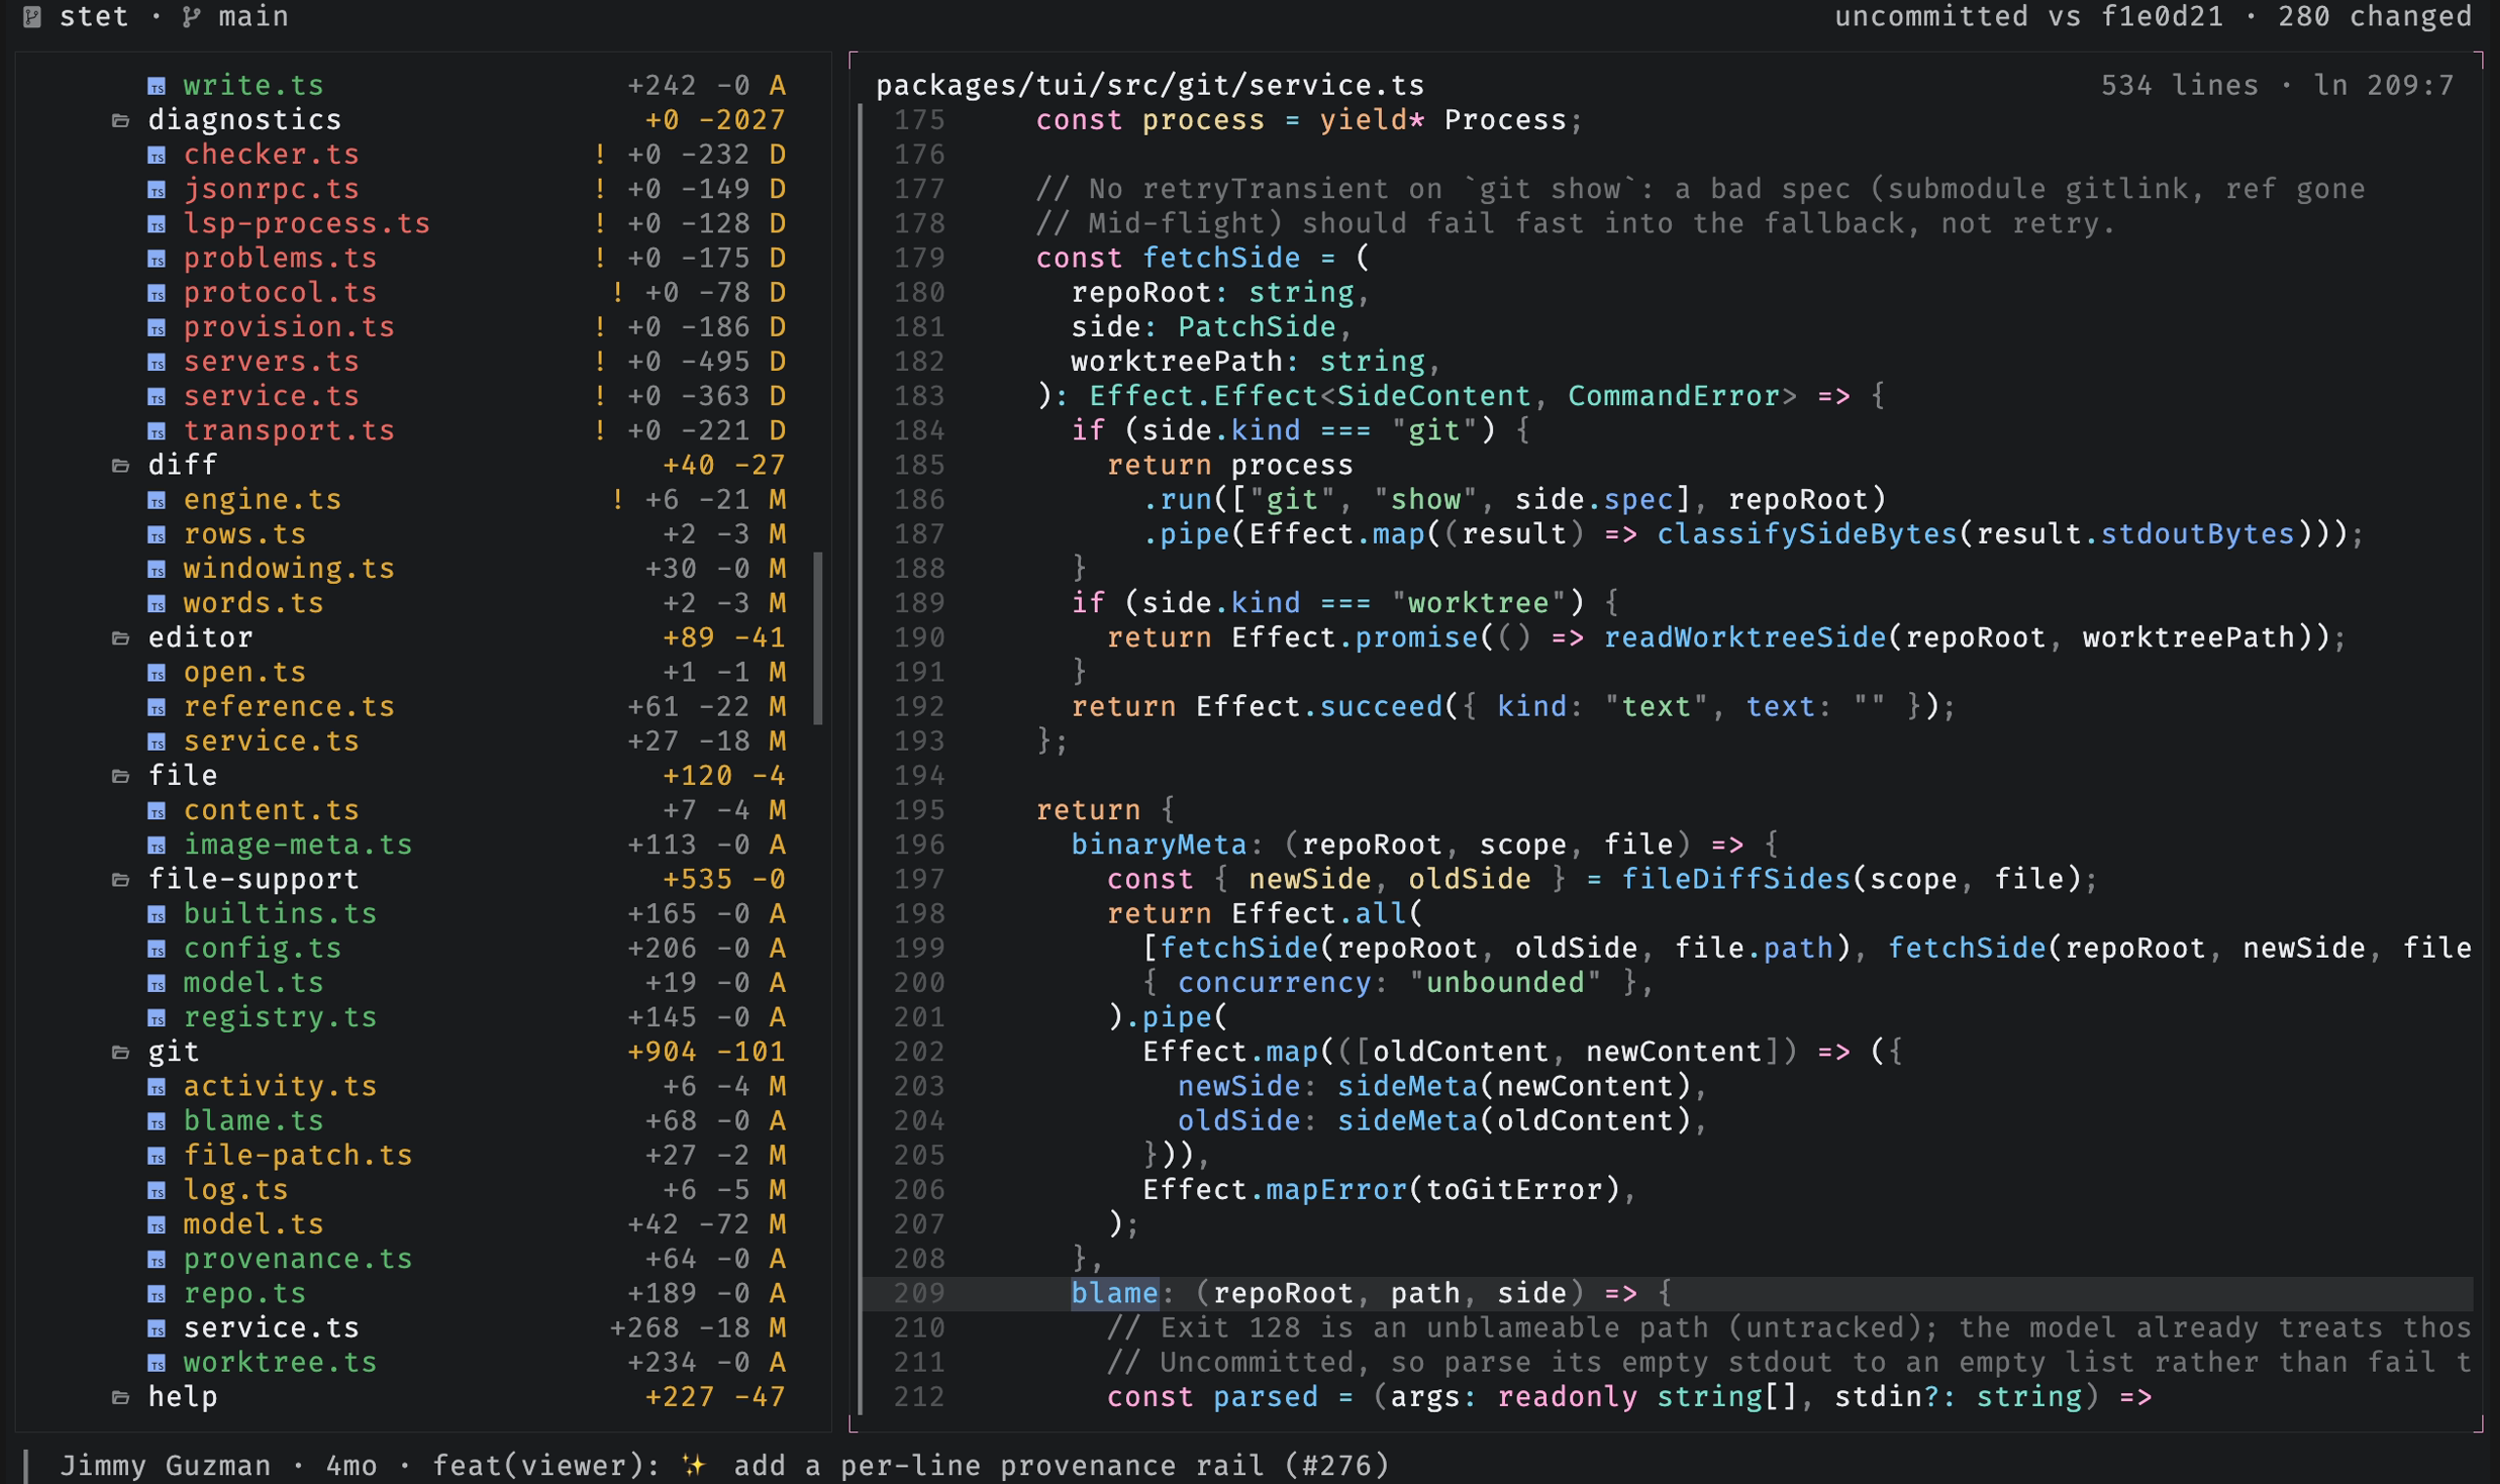 stet · main
uncommitted vs f1e0d21 · 280 changed
write.ts +242 -0 A
diagnostics +0 -2027
checker.ts ! +0 -232 D
jsonrpc.ts ! +0 -149 D
lsp-process.ts ! +0 -128 D
problems.ts ! +0 -175 D
protocol.ts ! +0 -78 D
provision.ts ! +0 -186 D
servers.ts ! +0 -495 D
service.ts ! +0 -363 D
transport.ts ! +0 -221 D
diff +40 -27
engine.ts ! +6 -21 M
rows.ts +2 -3 M
windowing.ts +30 -0 M
words.ts +2 -3 M
editor +89 -41
open.ts +1 -1 M
reference.ts +61 -22 M
service.ts +27 -18 M
file +120 -4
content.ts +7 -4 M
image-meta.ts +113 -0 A
file-support +535 -0
builtins.ts +165 -0 A
config.ts +206 -0 A
model.ts +19 -0 A
registry.ts +145 -0 A
git +904 -101
activity.ts +6 -4 M
blame.ts +68 -0 A
file-patch.ts +27 -2 M
log.ts +6 -5 M
model.ts +42 -72 M
provenance.ts +64 -0 A
repo.ts +189 -0 A
service.ts +268 -18 M
worktree.ts +234 -0 A
help +227 -47
packages/tui/src/git/service.ts 534 lines · ln 209:7
175 const process = yield* Process;
176
177 // No retryTransient on `git show`: a bad spec (submodule gitlink, ref gone
178 // Mid-flight) should fail fast into the fallback, not retry.
179 const fetchSide = (
180 repoRoot: string,
181 side: PatchSide,
182 worktreePath: string,
183 ): Effect.Effect<SideContent, CommandError> => {
184 if (side.kind === "git") {
185 return process
186 .run(["git", "show", side.spec], repoRoot)
187 .pipe(Effect.map((result) => classifySideBytes(result.stdoutBytes)));
188 }
189 if (side.kind === "worktree") {
190 return Effect.promise(() => readWorktreeSide(repoRoot, worktreePath));
191 }
192 return Effect.succeed({ kind: "text", text: "" });
193 };
194
195 return {
196 binaryMeta: (repoRoot, scope, file) => {
197 const { newSide, oldSide } = fileDiffSides(scope, file);
198 return Effect.all(
199 [fetchSide(repoRoot, oldSide, file.path), fetchSide(repoRoot, newSide, file
200 { concurrency: "unbounded" },
201 ).pipe(
202 Effect.map(([oldContent, newContent]) => ({
203 newSide: sideMeta(newContent),
204 oldSide: sideMeta(oldContent),
205 })),
206 Effect.mapError(toGitError),
207 );
208 },
209 blame: (repoRoot, path, side) => {
210 // Exit 128 is an unblameable path (untracked); the model already treats thos
211 // Uncommitted, so parse its empty stdout to an empty list rather than fail t
212 const parsed = (args: readonly string[], stdin?: string) =>
Jimmy Guzman · 4mo · feat(viewer): ✨ add a per-line provenance rail (#276)